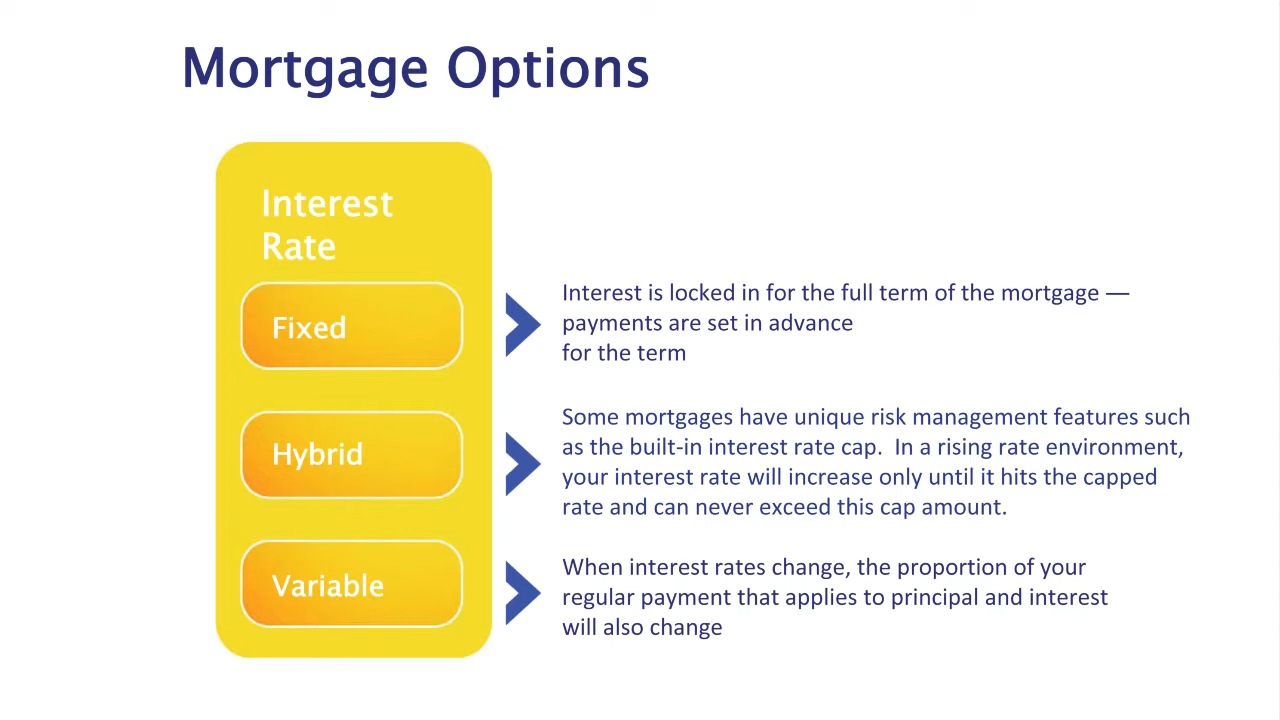 Mortgage Options
Interest
Rate
Fixed
Interest is locked in for the full term of the mortgage —
payments are set in advance
for the term
Hybrid
Some mortgages have unique risk management features such
as the built-in interest rate cap.  In a rising rate environment,
your interest rate will increase only until it hits the capped
rate and can never exceed this cap amount.
Variable
When interest rates change, the proportion of your
regular payment that applies to principal and interest
will also change